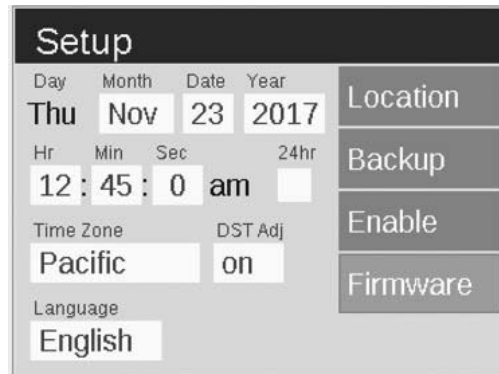 Setup
Day Month Date Year
Thu Nov 23 2017
Location
Hr Min Sec 24hr
12 : 45 : 0 am
Backup
Time Zone DST Adj
Pacific on
Enable
Firmware
Language
English